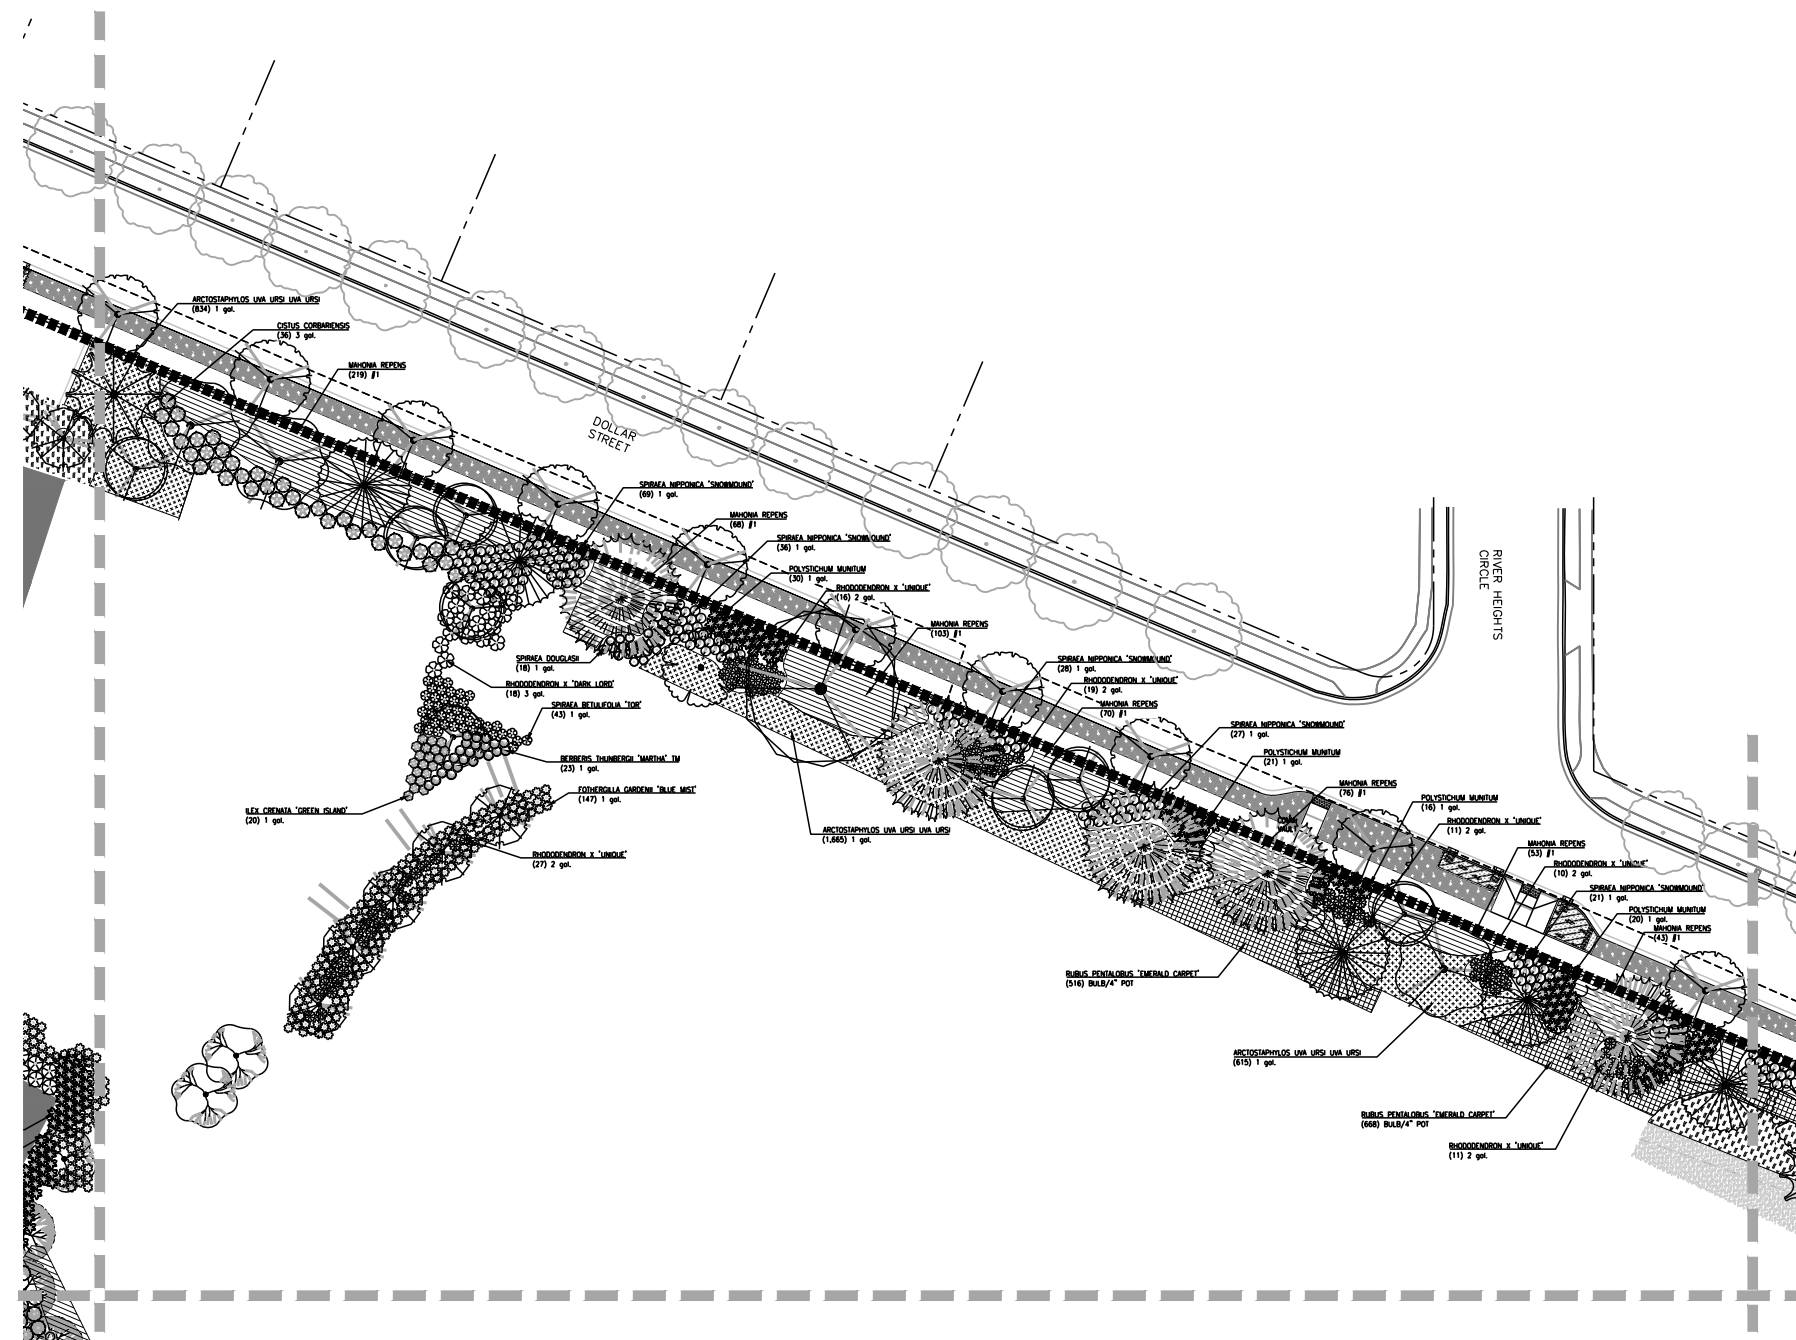 ARCTOSTAPHYLOS UVA URSI UVA URSI
(834) 1 gal.
CISTUS CORBARIENSIS
(36) 3 gal.
MAHONIA REPENS
(219) #1
DOLLAR
STREET
SPIRAEA NIPPONICA 'SNOWMOUND'
(69) 1 gal.
MAHONIA REPENS
(68) #1
SPIRAEA NIPPONICA 'SNOWMOUND'
(36) 1 gal.
POLYSTICHUM MUNITUM
(30) 1 gal.
RHODODENDRON X 'UNIQUE'
(16) 2 gal.
MAHONIA REPENS
(103) #1
RIVER HEIGHTS
CIRCLE
SPIRAEA DOUGLASII
(18) 1 gal.
RHODODENDRON X 'DARK LORD'
(18) 3 gal.
SPIRAEA BETULIFOLIA 'TOR'
(43) 1 gal.
BERBERIS THUNBERGII 'MARTHA' TM
(23) 1 gal.
FOTHERGILLA GARDENII 'BLUE MIST'
(147) 1 gal.
ILEX CRENATA 'GREEN ISLAND'
(20) 1 gal.
RHODODENDRON X 'UNIQUE'
(27) 2 gal.
ARCTOSTAPHYLOS UVA URSI UVA URSI
(1,665) 1 gal.
SPIRAEA NIPPONICA 'SNOWMOUND'
(28) 1 gal.
RHODODENDRON X 'UNIQUE'
(19) 2 gal.
MAHONIA REPENS
(70) #1
SPIRAEA NIPPONICA 'SNOWMOUND'
(27) 1 gal.
POLYSTICHUM MUNITUM
(21) 1 gal.
MAHONIA REPENS
(76) #1
POLYSTICHUM MUNITUM
(16) 1 gal.
RHODODENDRON X 'UNIQUE'
(11) 2 gal.
MAHONIA REPENS
(53) #1
RHODODENDRON X 'UNIQUE'
(10) 2 gal.
SPIRAEA NIPPONICA 'SNOWMOUND'
(21) 1 gal.
POLYSTICHUM MUNITUM
(20) 1 gal.
MAHONIA REPENS
(43) #1
VAULT
RUBUS PENTALOBUS 'EMERALD CARPET'
(516) BULB/4" POT
ARCTOSTAPHYLOS UVA URSI UVA URSI
(615) 1 gal.
RUBUS PENTALOBUS 'EMERALD CARPET'
(668) BULB/4" POT
RHODODENDRON X 'UNIQUE'
(11) 2 gal.